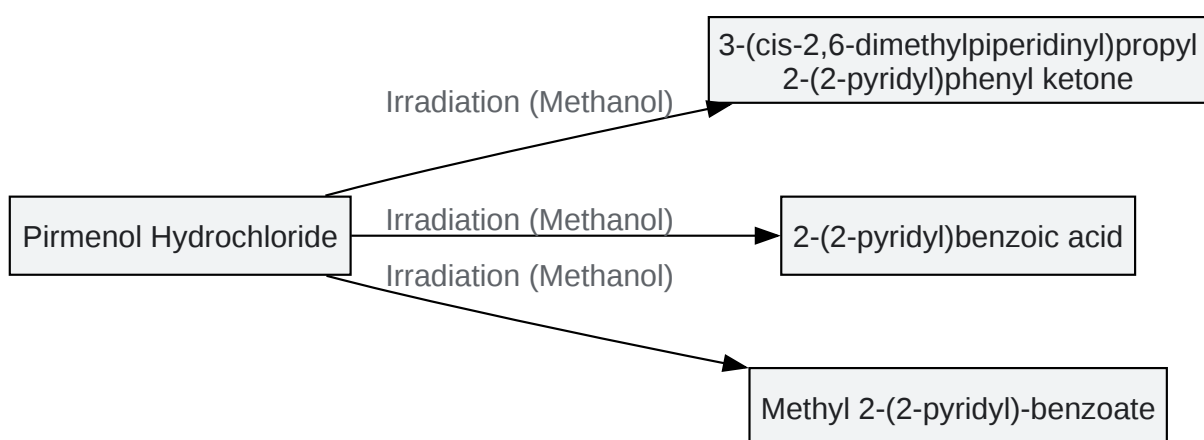 3-(cis-2,6-dimethylpiperidinyl)propyl
2-(2-pyridyl)phenyl ketone
Irradiation (Methanol)
Pirmenol Hydrochloride
Irradiation (Methanol)
2-(2-pyridyl)benzoic acid
Irradiation (Methanol)
Methyl 2-(2-pyridyl)-benzoate